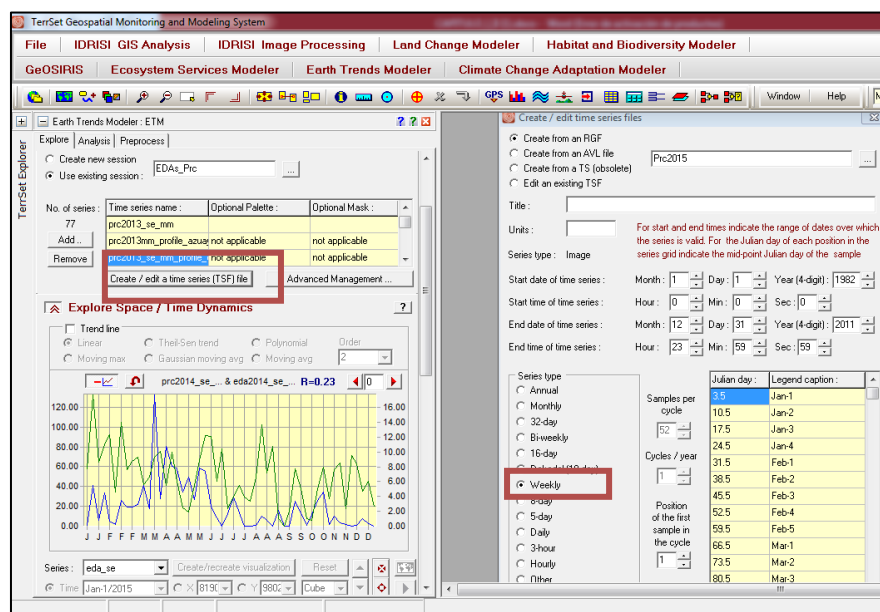 TerrSet Geospatial Monitoring and Modeling System
File IDRISI GIS Analysis IDRISI Image Processing Land Change Modeler Habitat and Biodiversity Modeler
GeOSIRIS Ecosystem Services Modeler Earth Trends Modeler Climate Change Adaptation Modeler
GPS Window Help
TerrSet Explorer
Earth Trends Modeler : ETM
Explore Analysis Preprocess
Create new session
Use existing session : EDAs_Prc ...
No. of series : Time series name : Optional Palette : Optional Mask :
77 prc2013_se_mm
Add .. prc2013mm_profile_azuay not applicable not applicable
Remove prc2013_se_mm_profile_ not applicable not applicable
Create / edit a time series (TSF) file Advanced Management ...
Explore Space / Time Dynamics ?
Trend line
Linear Theil-Sen trend Polynomial Order
Moving max Gaussian moving avg Moving avg 2
prc2014_se_... & eda2014_se_... R=0.23 0
120.00 16.00
100.00 14.00
80.00 12.00
60.00 10.00
40.00 8.00
20.00 6.00
0.00 4.00
2.00
0.00
J J F F M M A A M M J J J A A S S O O N N D D
Series : eda_se Create/recreate visualization Reset
Time Jan-1/2015 X 819( Y 980; Cube
Create / edit time series files
Create from an RGF
Create from an AVL file Prc2015 ...
Create from a TS (obsolete)
Edit an existing TSF
Title :
Units : For start and end times indicate the range of dates over which
the series is valid. For the Julian day of each position in the
Series type : Image series grid indicate the mid-point Julian day of the sample
Start date of time series : Month : 1 Day : 1 Year (4-digit) : 1982
Start time of time series : Hour : 0 Min : 0 Sec : 0
End date of time series : Month : 12 Day : 31 Year (4-digit) : 2011
End time of time series : Hour : 23 Min : 59 Sec : 59
Series type
Annual
Monthly
32-day
Bi-weekly
16-day
Weekly
8-day
5-day
Daily
3-hour
Hourly
Other
Samples per
cycle
52
Cycles / year
1
Position
of the first
sample in
the cycle
1
Julian day : Legend caption :
3.5 Jan-1
10.5 Jan-2
17.5 Jan-3
24.5 Jan-4
31.5 Feb-1
38.5 Feb-2
45.5 Feb-3
52.5 Feb-4
59.5 Feb-5
66.5 Mar-1
73.5 Mar-2
80.5 Mar-3